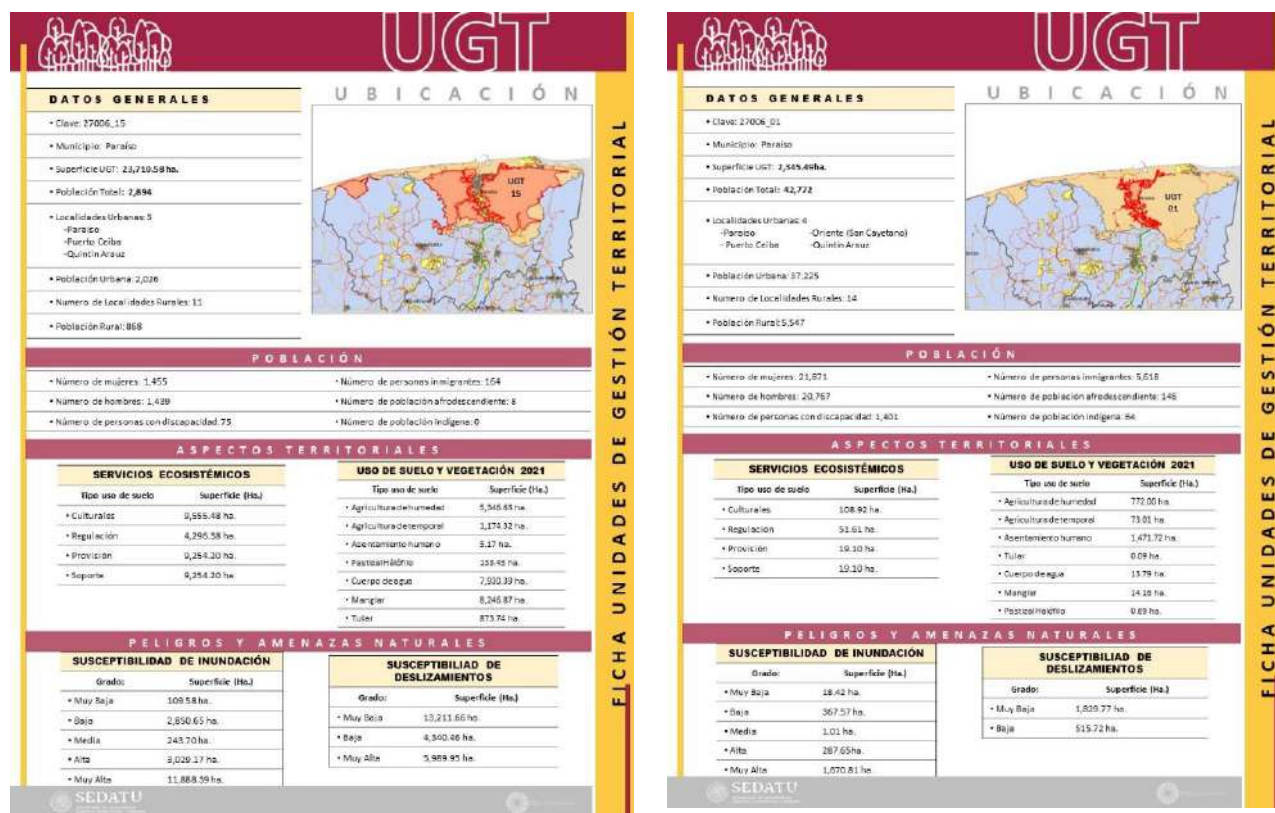 UGT
DATOS GENERALES
UBICACIÓN
• Clave: 27006_15
• Municipio: Paraíso
• Superficie UGT: 23,710.58ha.
• Población Total: 2,894
• Localidades Urbanas: 5
-Paraíso
-Puerto Ceiba
-Quintín Arauz
• Población Urbana: 2,026
• Numero de Localidades Rurales: 11
• Población Rural: 868
UGT
15
POBLACIÓN
• Número de mujeres: 1,455
• Número de personas inmigrantes: 164
• Número de hombres: 1,439
• Número de población afrodescendiente: 8
• Número de personas con discapacidad: 75
• Número de población indígena: 0
ASPECTOS TERRITORIALES
SERVICIOS ECOSISTÉMICOS
Tipo uso de suelo Superficie (Ha.)
• Culturales 9,555.48 ha.
• Regulación 4,296.38 ha.
• Provisión 9,254.20 ha.
• Soporte 9,254.20 ha.
USO DE SUELO Y VEGETACIÓN 2021
Tipo uso de suelo Superficie (Ha.)
• Agricultura de humedad
• Agricultura de temporal 1,174.32 ha.
• Asentamiento humano 5.17 ha.
• Pastizal Halófilo
• Cuerpo de agua 7,930.39 ha.
• Manglar 8,246.87 ha.
• Tular 873.74 ha.
PELIGROS Y AMENAZAS NATURALES
SUSCEPTIBILIDAD DE INUNDACIÓN
Grado: Superficie (Ha.)
• Muy Baja 109.58 ha.
• Baja 2,850.65 ha.
• Media 243.70 ha.
• Alta 3,029.17 ha.
• Muy Alta 11,888.39 ha.
SUSCEPTIBILIAD DE
DESLIZAMIENTOS
Grado: Superficie (Ha.)
• Muy Baja 13,211.66 ha.
• Baja 4,340.46 ha.
• Muy Alta 5,989.95 ha.
SEDATU
FICHA UNIDADES DE GESTIÓN TERRITORIAL
UGT
DATOS GENERALES
UBICACIÓN
• Clave: 27006_01
• Municipio: Paraíso
• Superficie UGT: 2,345.49ha.
• Población Total: 42,772
• Localidades Urbanas: 4
-Paraíso -Oriente (San Cayetano)
-Puerto Ceiba -Quintín Arauz
• Población Urbana: 37,225
• Numero de Localidades Rurales: 14
• Población Rural: 5,547
UGT
01
POBLACIÓN
• Número de mujeres: 21,871
• Número de personas inmigrantes: 5,618
• Número de hombres: 20,767
• Número de población afrodescendiente: 146
• Número de personas con discapacidad: 1,401
• Número de población indígena: 64
ASPECTOS TERRITORIALES
SERVICIOS ECOSISTÉMICOS
Tipo uso de suelo Superficie (Ha.)
• Culturales 108.92 ha.
• Regulación 51.61 ha.
• Provisión 19.10 ha.
• Soporte 19.10 ha.
USO DE SUELO Y VEGETACIÓN 2021
Tipo uso de suelo Superficie (Ha.)
• Agricultura de humedad
• Agricultura de temporal 73.01 ha.
• Asentamiento humano 1,471.72 ha.
• Tular 0.09 ha.
• Cuerpo de agua 13.79 ha.
• Manglar 14.16 ha.
• Pastizal Halófilo 0.69 ha.
PELIGROS Y AMENAZAS NATURALES
SUSCEPTIBILIDAD DE INUNDACIÓN
Grado: Superficie (Ha.)
• Muy Baja 18.42 ha.
• Baja 367.57 ha.
• Media 1.01 ha.
• Alta 287.65ha.
• Muy Alta 1,670.81 ha.
SUSCEPTIBILIAD DE
DESLIZAMIENTOS
Grado: Superficie (Ha.)
• Muy Baja 1,829.77 ha.
• Baja 515.72 ha.
SEDATU
FICHA UNIDADES DE GESTIÓN TERRITORIAL